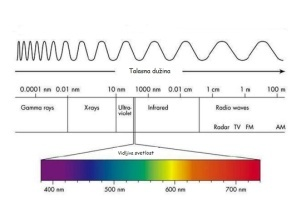 Talasna dužina
0.0001 nm 0.01 nm 10 nm 1000 nm 0.01 cm 1 cm 1 m 100 m
Gamma rays X-rays Ultra- violet Infrared Radio waves
Radar TV FM AM
Vidljiva svetlost
400 nm 500 nm 600 nm 700 nm